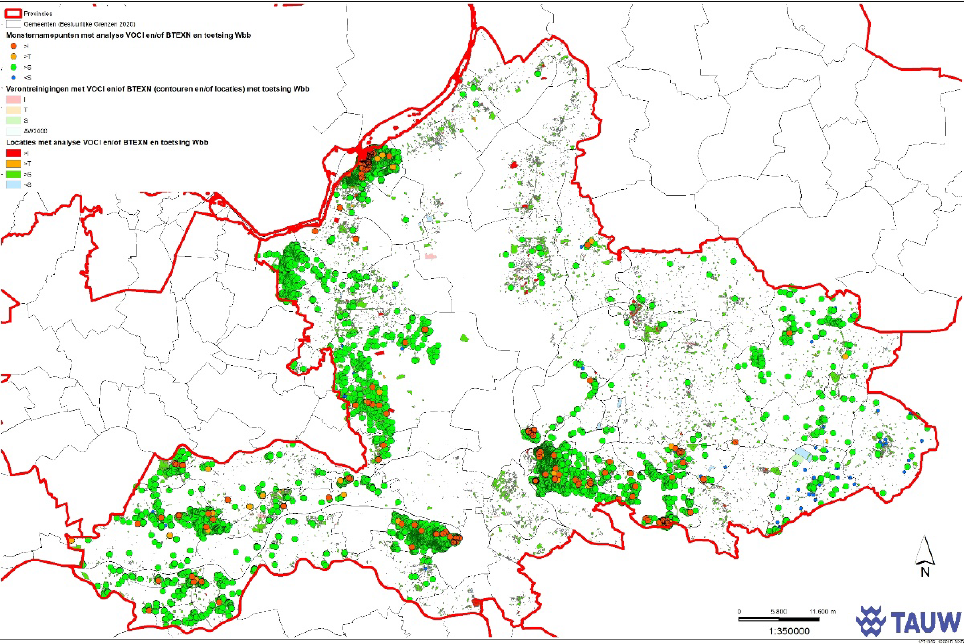 Provincies
Gemeenten (Bestuurlijke Grenzen 2020)
Monsternamepunten met analyse VOCl en/of BTEXN en toetsing Wbb
>I
>T
>S
<S
Verontreinigingen met VOCl en/of BTEXN (contouren en/of locaties) met toetsing Wbb
I
T
S
AW2000
Locaties met analyse VOCl en/of BTEXN en toetsing Wbb
>I
>T
>S
<S
N
0 5.800 11.600 m
1:350000
TAUW